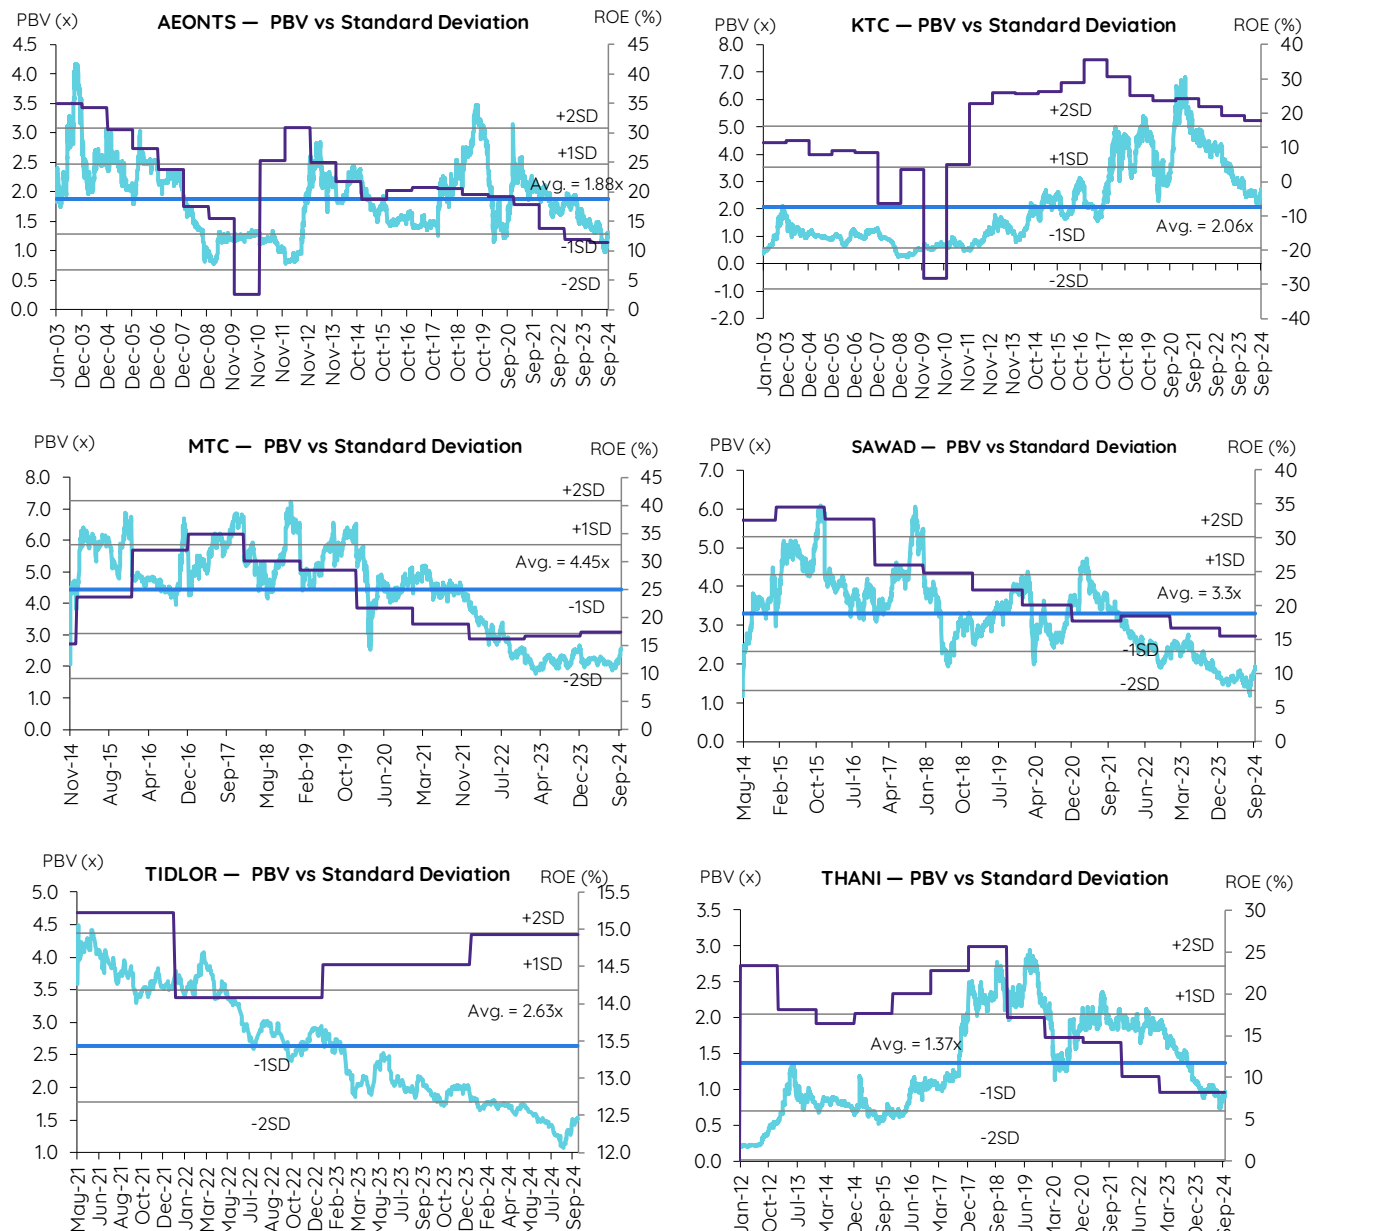 PBV (x)
AEONTS — PBV vs Standard Deviation
ROE (%)
4.5
4.0
3.5
3.0
2.5
2.0
1.5
1.0
0.5
0.0
45
40
35
30
25
20
15
10
5
0
+2SD
+1SD
Avg. = 1.88x
-1SD
-2SD
Jan-03
Dec-03
Dec-04
Dec-05
Dec-06
Dec-07
Dec-08
Nov-09
Nov-10
Nov-11
Nov-12
Nov-13
Oct-14
Oct-15
Oct-16
Oct-17
Oct-18
Oct-19
Sep-20
Sep-21
Sep-22
Sep-23
Sep-24
PBV (x)
KTC — PBV vs Standard Deviation
ROE (%)
8.0
7.0
6.0
5.0
4.0
3.0
2.0
1.0
0.0
-1.0
-2.0
40
30
20
10
0
-10
-20
-30
-40
+2SD
+1SD
Avg. = 2.06x
-1SD
-2SD
Jan-03
Dec-03
Dec-04
Dec-05
Dec-06
Dec-07
Dec-08
Nov-09
Nov-10
Nov-11
Nov-12
Nov-13
Oct-14
Oct-15
Oct-16
Oct-17
Oct-18
Oct-19
Sep-20
Sep-21
Sep-22
Sep-23
Sep-24
PBV (x)
MTC — PBV vs Standard Deviation
ROE (%)
8.0
7.0
6.0
5.0
4.0
3.0
2.0
1.0
0.0
45
40
35
30
25
20
15
10
5
0
+2SD
+1SD
Avg. = 4.45x
-1SD
-2SD
Nov-14
Aug-15
Apr-16
Dec-16
Sep-17
May-18
Feb-19
Oct-19
Jun-20
Mar-21
Nov-21
Jul-22
Apr-23
Dec-23
Sep-24
PBV (x)
SAWAD — PBV vs Standard Deviation
ROE (%)
7.0
6.0
5.0
4.0
3.0
2.0
1.0
0.0
40
35
30
25
20
15
10
5
0
+2SD
+1SD
Avg. = 3.3x
-1SD
-2SD
May-14
Feb-15
Oct-15
Jul-16
Apr-17
Jan-18
Oct-18
Jul-19
Apr-20
Dec-20
Sep-21
Jun-22
Mar-23
Dec-23
Sep-24
PBV (x)
TIDLOR — PBV vs Standard Deviation
ROE (%)
5.0
4.5
4.0
3.5
3.0
2.5
2.0
1.5
1.0
15.5
15.0
14.5
14.0
13.5
13.0
12.5
12.0
+2SD
+1SD
Avg. = 2.63x
-1SD
-2SD
May-21
Jun-21
Aug-21
Oct-21
Dec-21
Jan-22
Mar-22
May-22
Jul-22
Aug-22
Oct-22
Dec-22
Feb-23
Mar-23
May-23
Jul-23
Sep-23
Oct-23
Dec-23
Feb-24
Apr-24
May-24
Jul-24
Sep-24
PBV (x)
THANI — PBV vs Standard Deviation
ROE (%)
3.5
3.0
2.5
2.0
1.5
1.0
0.5
0.0
30
25
20
15
10
5
0
+2SD
+1SD
Avg. = 1.37x
-1SD
-2SD
Jan-12
Oct-12
Jul-13
Mar-14
Dec-14
Sep-15
Jun-16
Mar-17
Dec-17
Sep-18
Jun-19
Mar-20
Dec-20
Sep-21
Jun-22
Mar-23
Dec-23
Sep-24